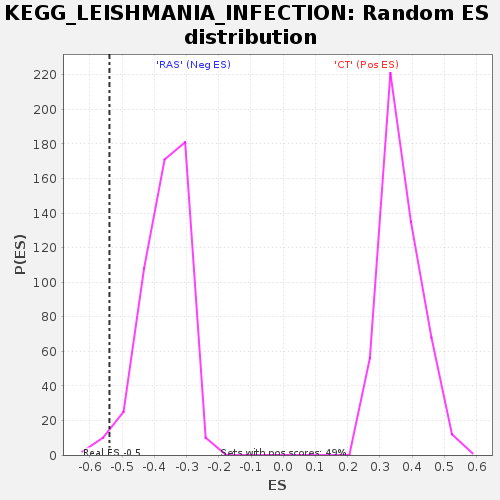 KEGG_LEISHMANIA_INFECTION: Random ES
distribution
'RAS' (Neg ES) 'CT' (Pos ES)
220
200
180
160
140
120
100
80
60
40
20
0
P(ES)
Real ES -0.5 Sets with pos scores: 49%
-0.6 -0.5 -0.4 -0.3 -0.2 -0.1 0.0 0.1 0.2 0.3 0.4 0.5 0.6
ES